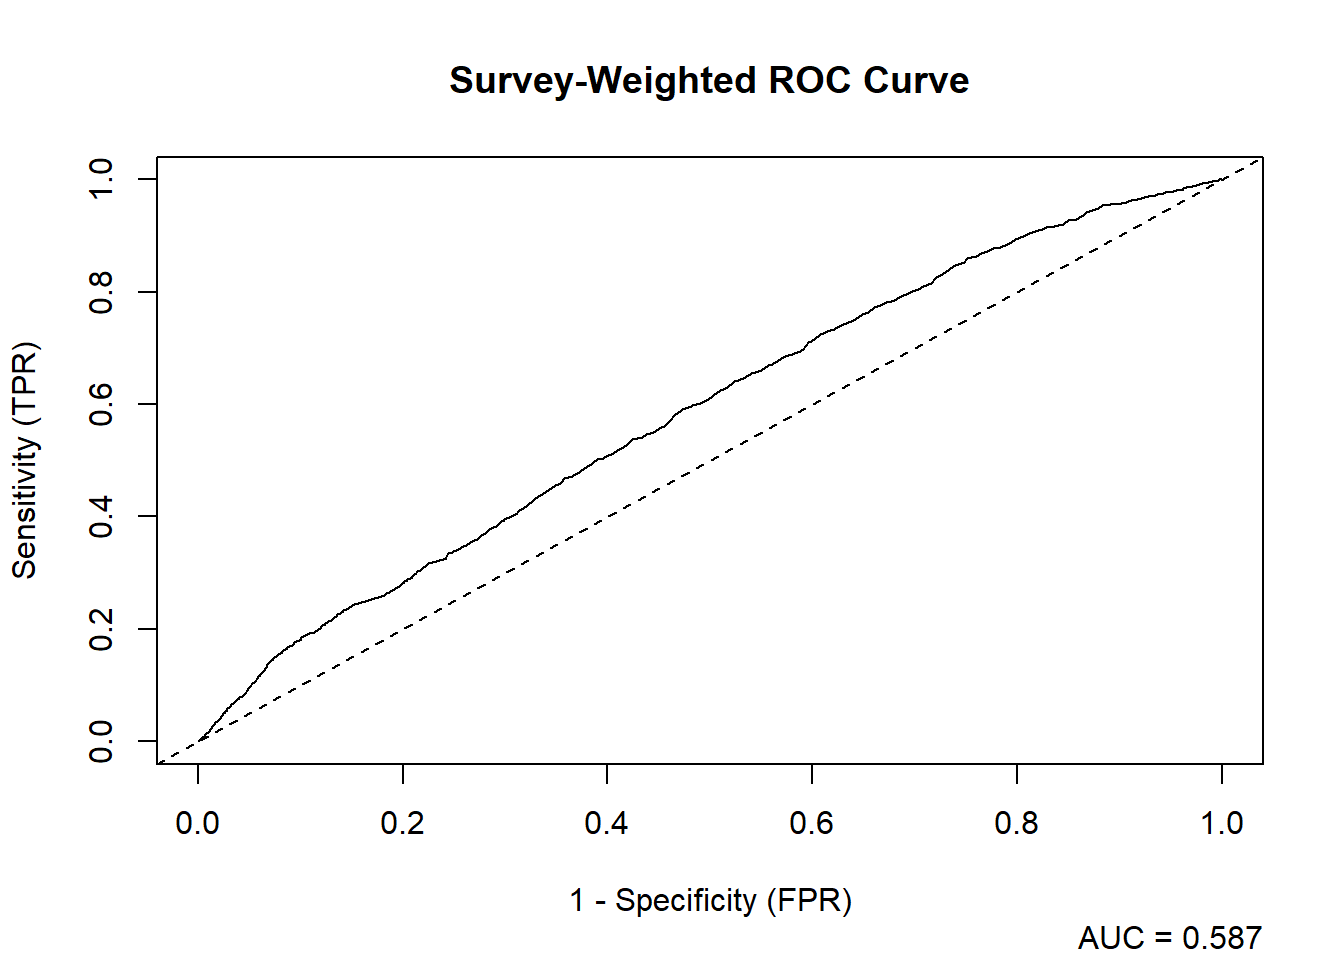 Survey-Weighted ROC Curve
1.0
0.8
0.6
0.4
0.2
0.0
Sensitivity (TPR)
0.0 0.2 0.4 0.6 0.8 1.0
1 - Specificity (FPR)
AUC = 0.587